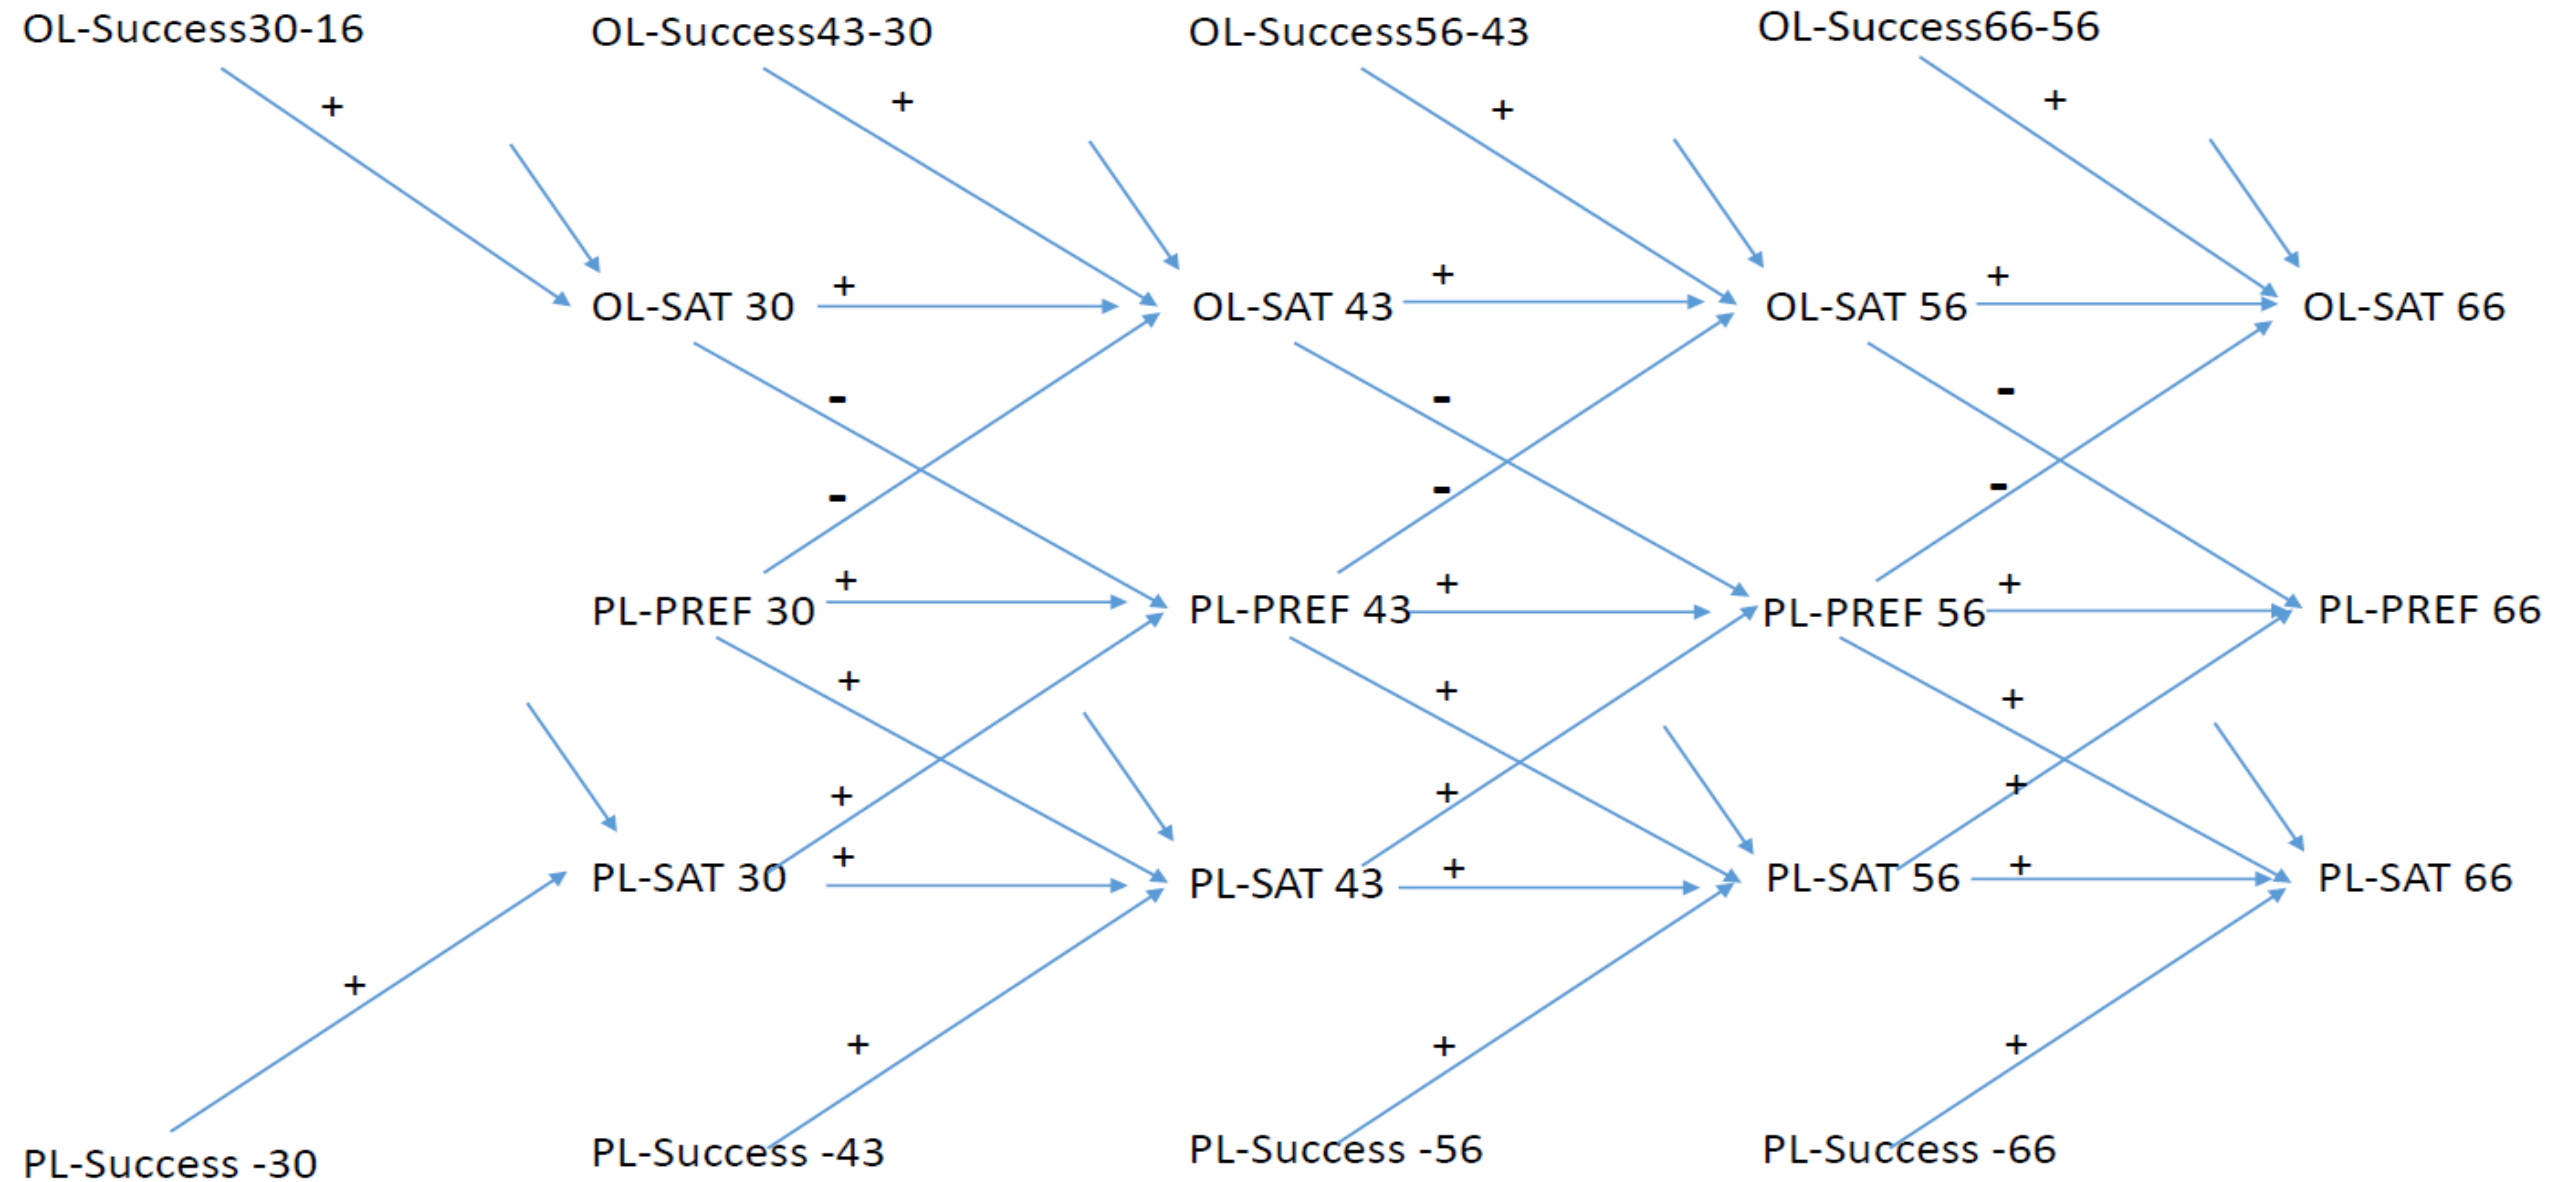 OL-Success30-16 OL-Success43-30 OL-Success56-43 OL-Success66-56
+ + + +
OL-SAT 30 + OL-SAT 43 + OL-SAT 56 + OL-SAT 66
- - -
- - -
PL-PREF 30 + PL-PREF 43 + PL-PREF 56 + PL-PREF 66
+ + +
+ + +
PL-SAT 30 + PL-SAT 43 + PL-SAT 56 + PL-SAT 66
+ + + +
PL-Success -30 PL-Success -43 PL-Success -56 PL-Success -66